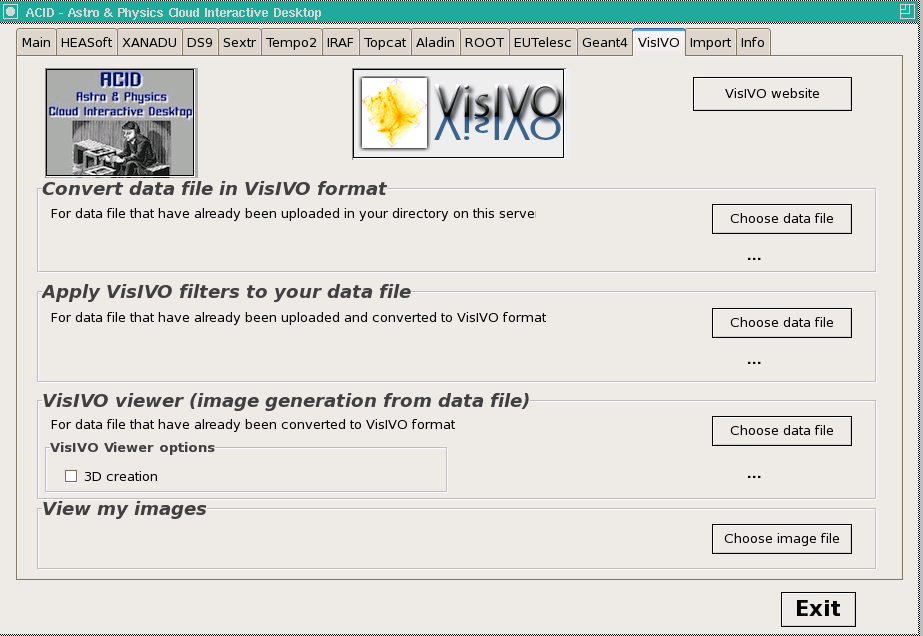 ACID - Astro & Physics Cloud Interactive Desktop
Main HEASoft XANADU DS9 Sextr Tempo2 IRAF Topcat Aladin ROOT EUTelesc Geant4 VisIVO Import Info
ACID
Astro & Physics
Cloud Interactive Desktop
VisIVO
VisIVO website
Convert data file in VisIVO format
For data file that have already been uploaded in your directory on this serve
Choose data file
...
Apply VisIVO filters to your data file
For data file that have already been uploaded and converted to VisIVO format
Choose data file
...
VisIVO viewer (image generation from data file)
For data file that have already been converted to VisIVO format
Choose data file
VisIVO Viewer options
3D creation
...
View my images
Choose image file
Exit